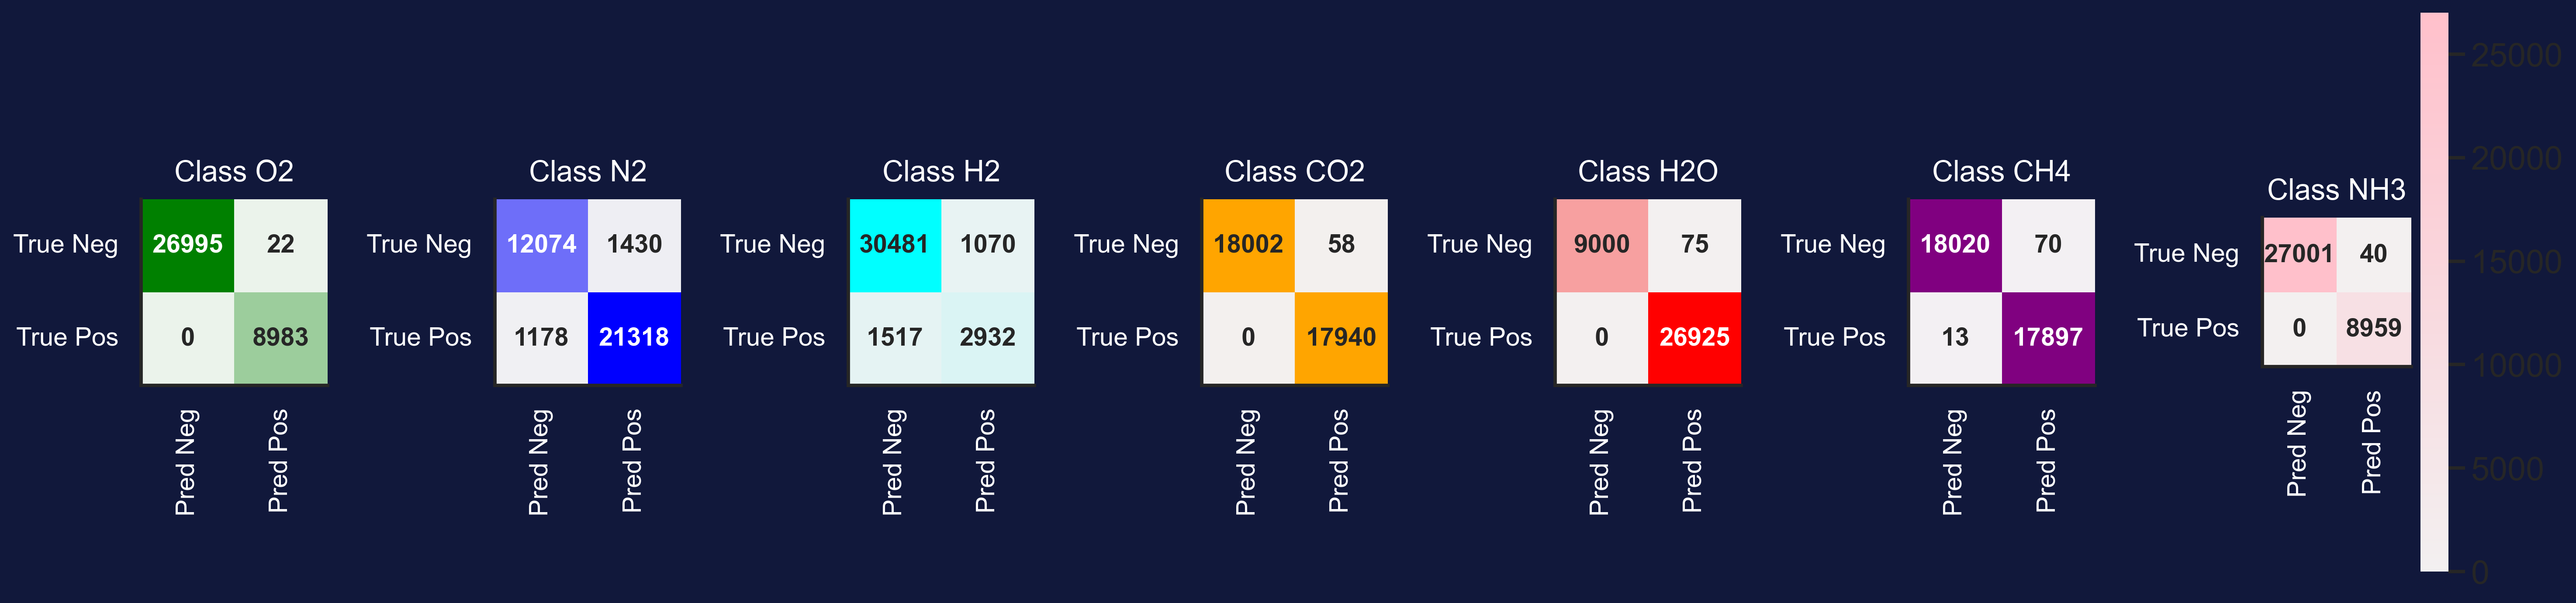 Class O2
True Neg 26995 22
True Pos 0 8983
Pred Neg Pred Pos
Class N2
True Neg 12074 1430
True Pos 1178 21318
Pred Neg Pred Pos
Class H2
True Neg 30481 1070
True Pos 1517 2932
Pred Neg Pred Pos
Class CO2
True Neg 18002 58
True Pos 0 17940
Pred Neg Pred Pos
Class H2O
True Neg 9000 75
True Pos 0 26925
Pred Neg Pred Pos
Class CH4
True Neg 18020 70
True Pos 13 17897
Pred Neg Pred Pos
Class NH3
True Neg 27001 40
True Pos 0 8959
Pred Neg Pred Pos
25000
20000
15000
10000
5000
0